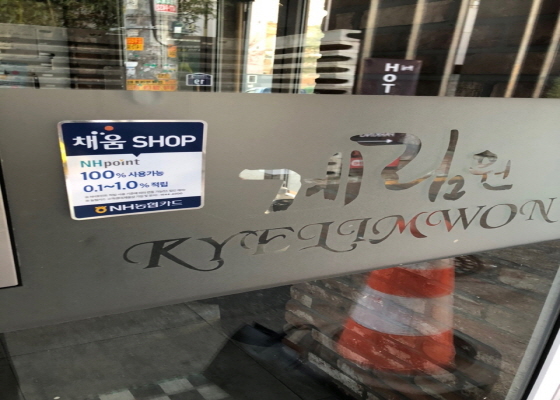 HOT
채움 SHOP
NHpoint
100% 사용가능
0.1~1.0% 적립
NH농협카드
계림원
KYELIMWON